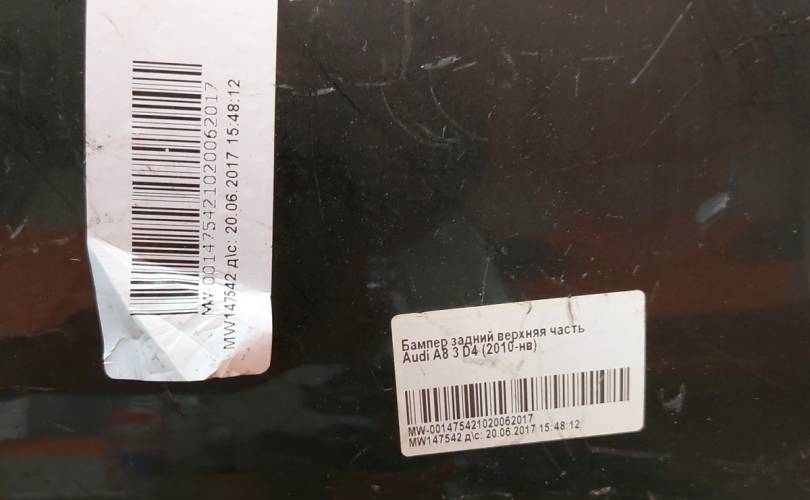 MW-001475421020062017
MW147542 д\с: 20.06.2017 15:48:12
Бампер задний верхняя часть
Audi A8 3 D4 (2010-нв)
MW-001475421020062017
MW147542 д\с: 20.06.2017 15:48:12